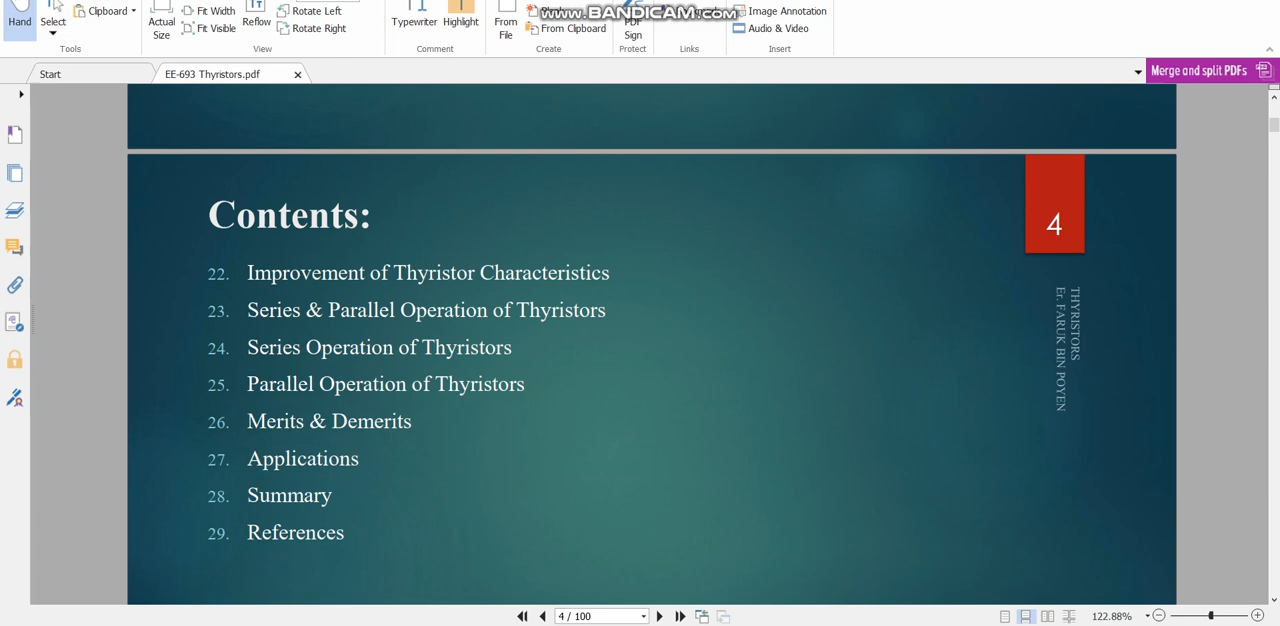 www.BANDICAM.com
Hand
Select
Clipboard
Actual
Size
Fit Width
Fit Visible
Reflow
Rotate Left
Rotate Right
Typewriter
Highlight
From
File
From Clipboard
PDF
Sign
Image Annotation
Audio & Video
Tools
View
Comment
Create
Protect
Links
Insert
Start
EE-693 Thyristors.pdf
Merge and split PDFs
Contents:
4
22. Improvement of Thyristor Characteristics
23. Series & Parallel Operation of Thyristors
24. Series Operation of Thyristors
25. Parallel Operation of Thyristors
26. Merits & Demerits
27. Applications
28. Summary
29. References
THYRISTORS
Er. FARUK BIN POYEN
4 / 100
122.88%